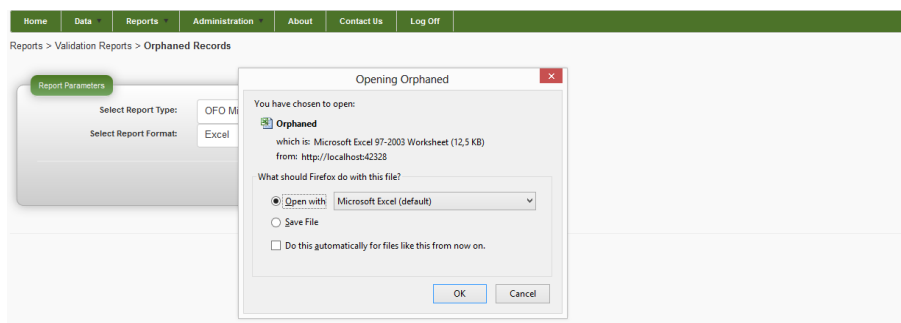 Home Data Reports Administration About Contact Us Log Off
Reports > Validation Reports > Orphaned Records
Report Parameters
Select Report Type: OFO Mi
Select Report Format: Excel
Opening Orphaned
You have chosen to open:
Orphaned
which is: Microsoft Excel 97-2003 Worksheet (12,5 KB)
from: http://localhost:42328
What should Firefox do with this file?
Open with Microsoft Excel (default)
Save File
Do this automatically for files like this from now on.
OK Cancel